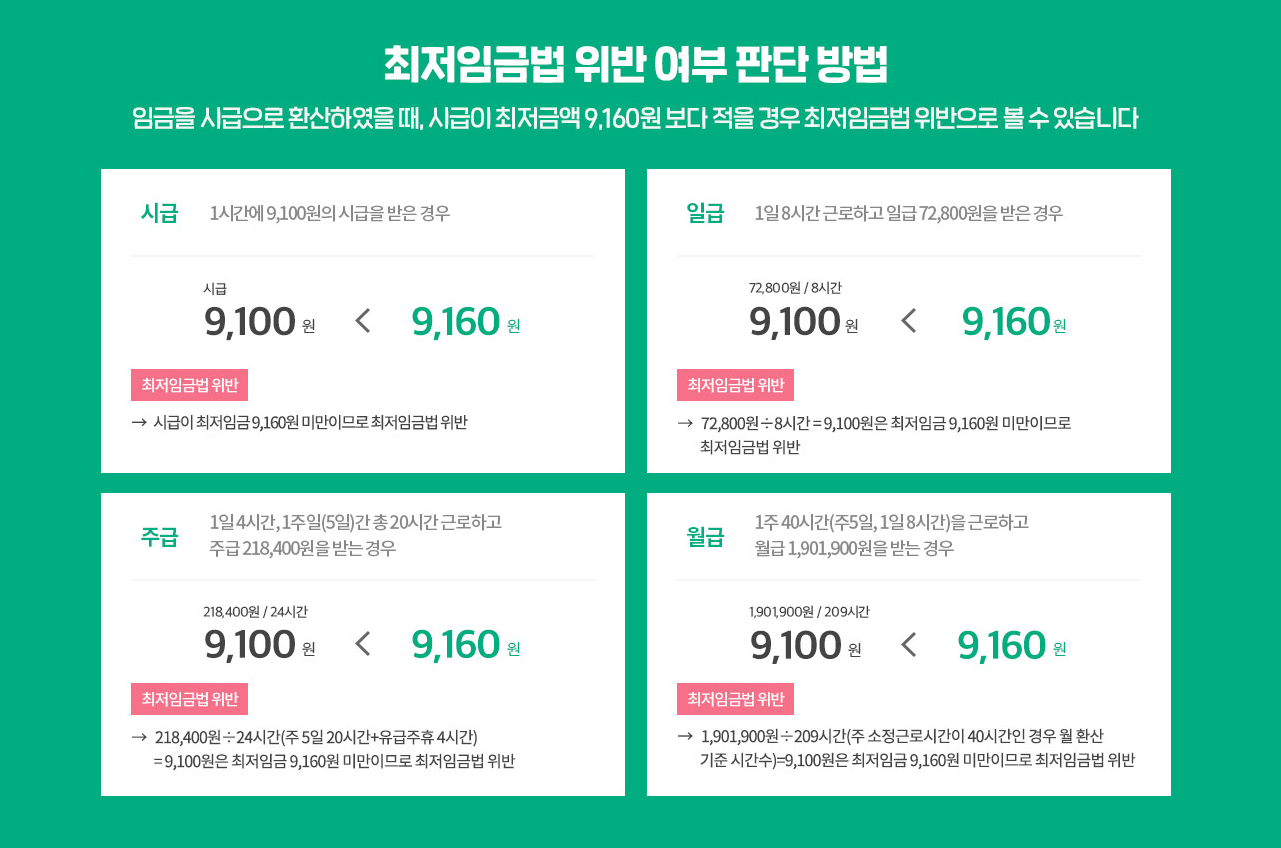 최저임금법 위반 여부 판단 방법
임금을 시급으로 환산하였을 때, 시급이 최저금액 9,160원 보다 적을 경우 최저임금법 위반으로 볼 수 있습니다
시급 1시간에 9,100원의 시급을 받은 경우
시급
9,100 원 < 9,160 원
최저임금법 위반
→ 시급이 최저임금 9,160원 미만이므로 최저임금법 위반
일급 1일 8시간 근로하고 일급 72,800원을 받은 경우
72,800원 / 8시간
9,100 원 < 9,160 원
최저임금법 위반
→ 72,800원÷8시간 = 9,100원은 최저임금 9,160원 미만이므로
최저임금법 위반
주급 1일 4시간, 1주일(5일)간 총 20시간 근로하고
주급 218,400원을 받는 경우
218,400원 / 24시간
9,100 원 < 9,160 원
최저임금법 위반
→ 218,400원÷24시간(주 5일 20시간+유급주휴 4시간)
= 9,100원은 최저임금 9,160원 미만이므로 최저임금법 위반
월급 1주 40시간(주5일, 1일 8시간)을 근로하고
월급 1,901,900원을 받는 경우
1,901,900원 / 209시간
9,100 원 < 9,160 원
최저임금법 위반
→ 1,901,900원÷209시간(주 소정근로시간이 40시간인 경우 월 환산
기준 시간수)=9,100원은 최저임금 9,160원 미만이므로 최저임금법 위반